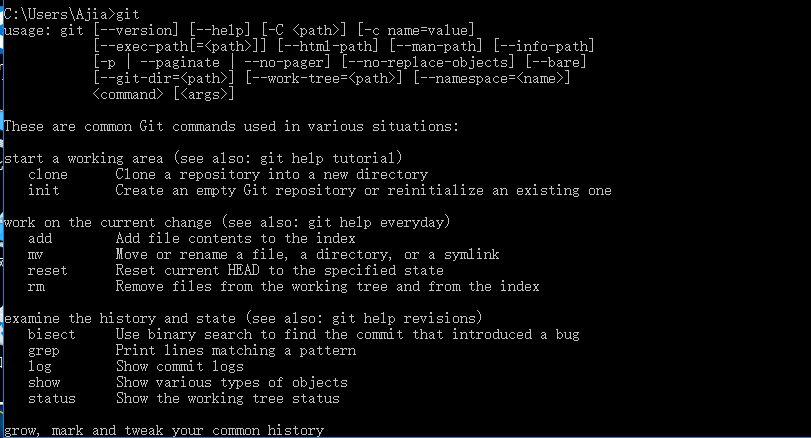 C:\Users\Ajia>git
usage: git [--version] [--help] [-C <path>] [-c name=value]
           [--exec-path[=<path>]] [--html-path] [--man-path] [--info-path]
           [-p | --paginate | --no-pager] [--no-replace-objects] [--bare]
           [--git-dir=<path>] [--work-tree=<path>] [--namespace=<name>]
           <command> [<args>]

These are common Git commands used in various situations:

start a working area (see also: git help tutorial)
   clone      Clone a repository into a new directory
   init       Create an empty Git repository or reinitialize an existing one

work on the current change (see also: git help everyday)
   add        Add file contents to the index
   mv         Move or rename a file, a directory, or a symlink
   reset      Reset current HEAD to the specified state
   rm         Remove files from the working tree and from the index

examine the history and state (see also: git help revisions)
   bisect     Use binary search to find the commit that introduced a bug
   grep       Print lines matching a pattern
   log        Show commit logs
   show       Show various types of objects
   status     Show the working tree status

grow, mark and tweak your common history